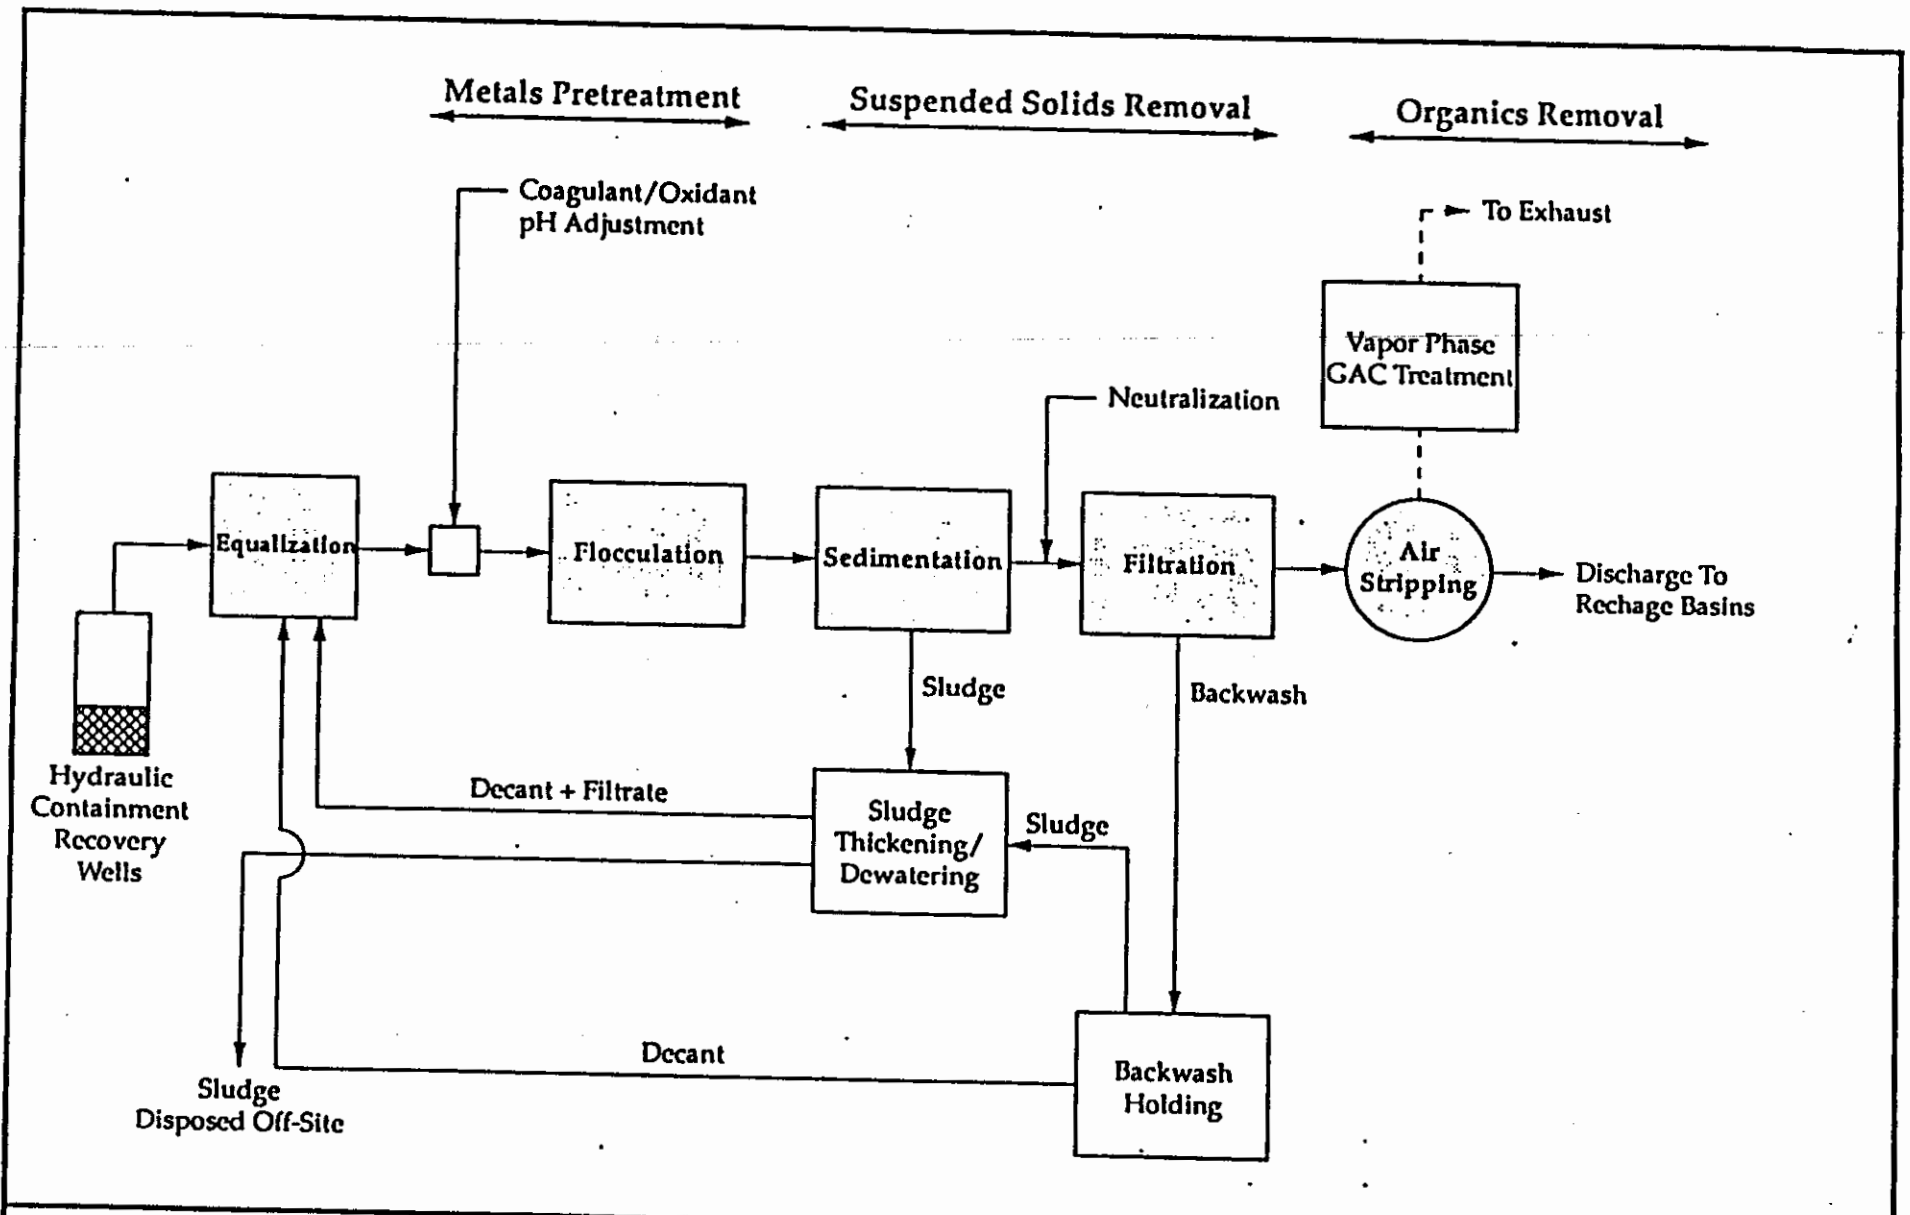 Metals Pretreatment
Suspended Solids Removal
Organics Removal
Coagulant/Oxidant
pH Adjustment
To Exhaust
Vapor Phase
GAC Treatment
Neutralization
Equalization
Flocculation
Sedimentation
Filtration
Air
Stripping
Discharge To
Rechage Basins
Sludge
Backwash
Hydraulic
Containment
Recovery
Wells
Decant + Filtrate
Sludge
Thickening/
Dewatering
Sludge
Decant
Backwash
Holding
Sludge
Disposed Off-Site